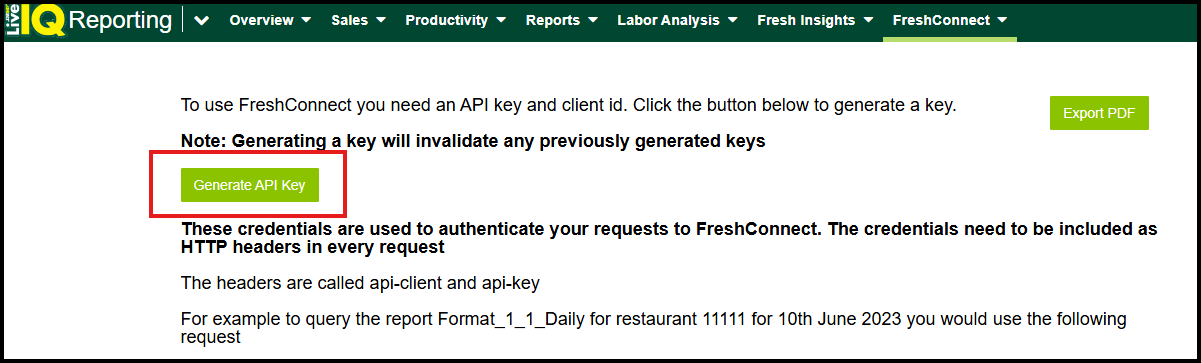 Live IQ Reporting Overview Sales Productivity Reports Labor Analysis Fresh Insights FreshConnect
To use FreshConnect you need an API key and client id. Click the button below to generate a key.
Export PDF
Note: Generating a key will invalidate any previously generated keys
Generate API Key
These credentials are used to authenticate your requests to FreshConnect. The credentials need to be included as
HTTP headers in every request
The headers are called api-client and api-key
For example to query the report Format_1_1_Daily for restaurant 11111 for 10th June 2023 you would use the following
request